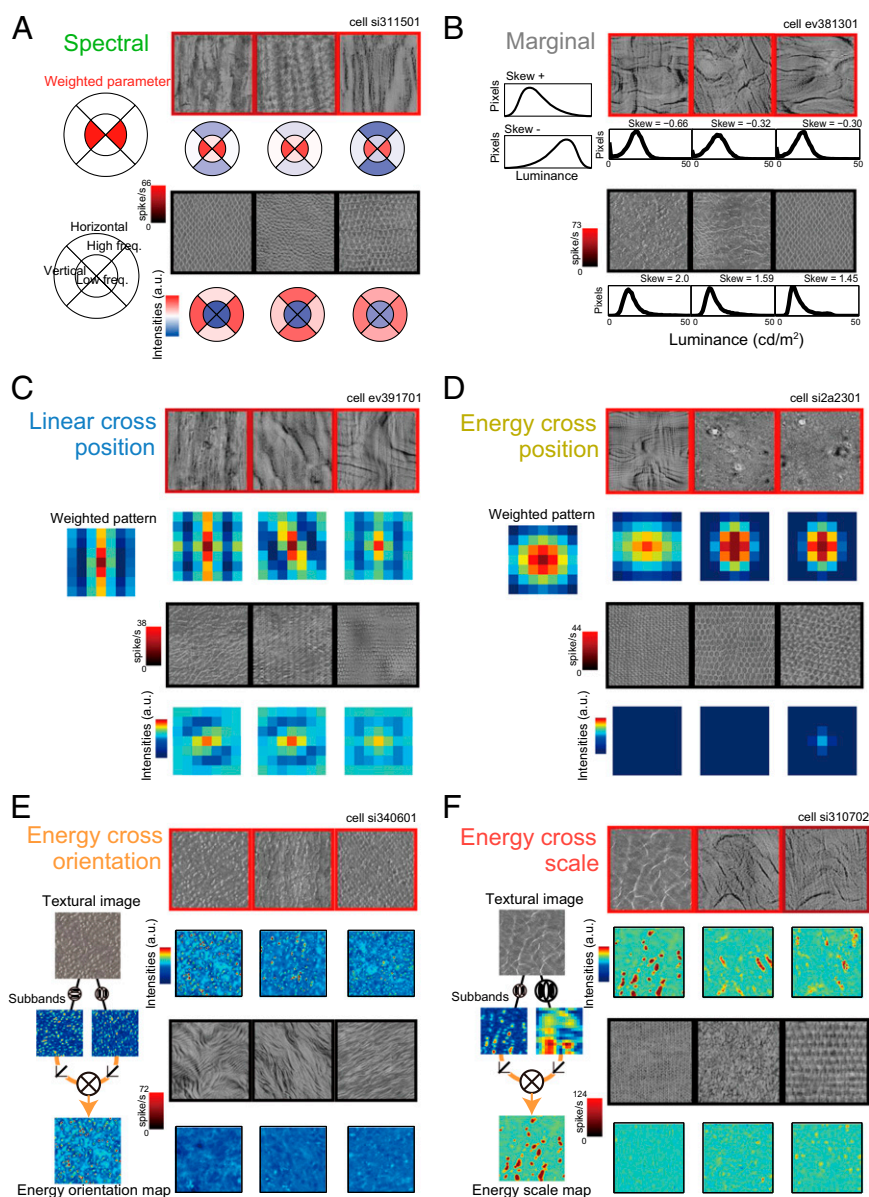 A
Spectral
cell si311501
Weighted parameter
66
spike/s
0
Horizontal
High freq.
Vertical
Low freq.
Intensities (a.u.)
B
Marginal
cell ev381301
Pixels
Skew +
Pixels
Skew -
Luminance
Skew = −0.66
Skew = −0.32
Skew = −0.30
Pixels
0
50
0
50
0
50
73
spike/s
0
Skew = 2.0
Skew = 1.59
Skew = 1.45
Pixels
0
50
0
50
0
50
Luminance (cd/m²)
C
Linear cross
position
cell ev391701
Weighted pattern
38
spike/s
0
Intensities (a.u.)
D
Energy cross
position
cell si2a2301
Weighted pattern
44
spike/s
0
Intensities (a.u.)
E
Energy cross
orientation
cell si340601
Textural image
Intensities (a.u.)
Subbands
72
spike/s
0
Energy orientation map
F
Energy cross
scale
cell si310702
Textural image
Intensities (a.u.)
Subbands
124
spike/s
0
Energy scale map